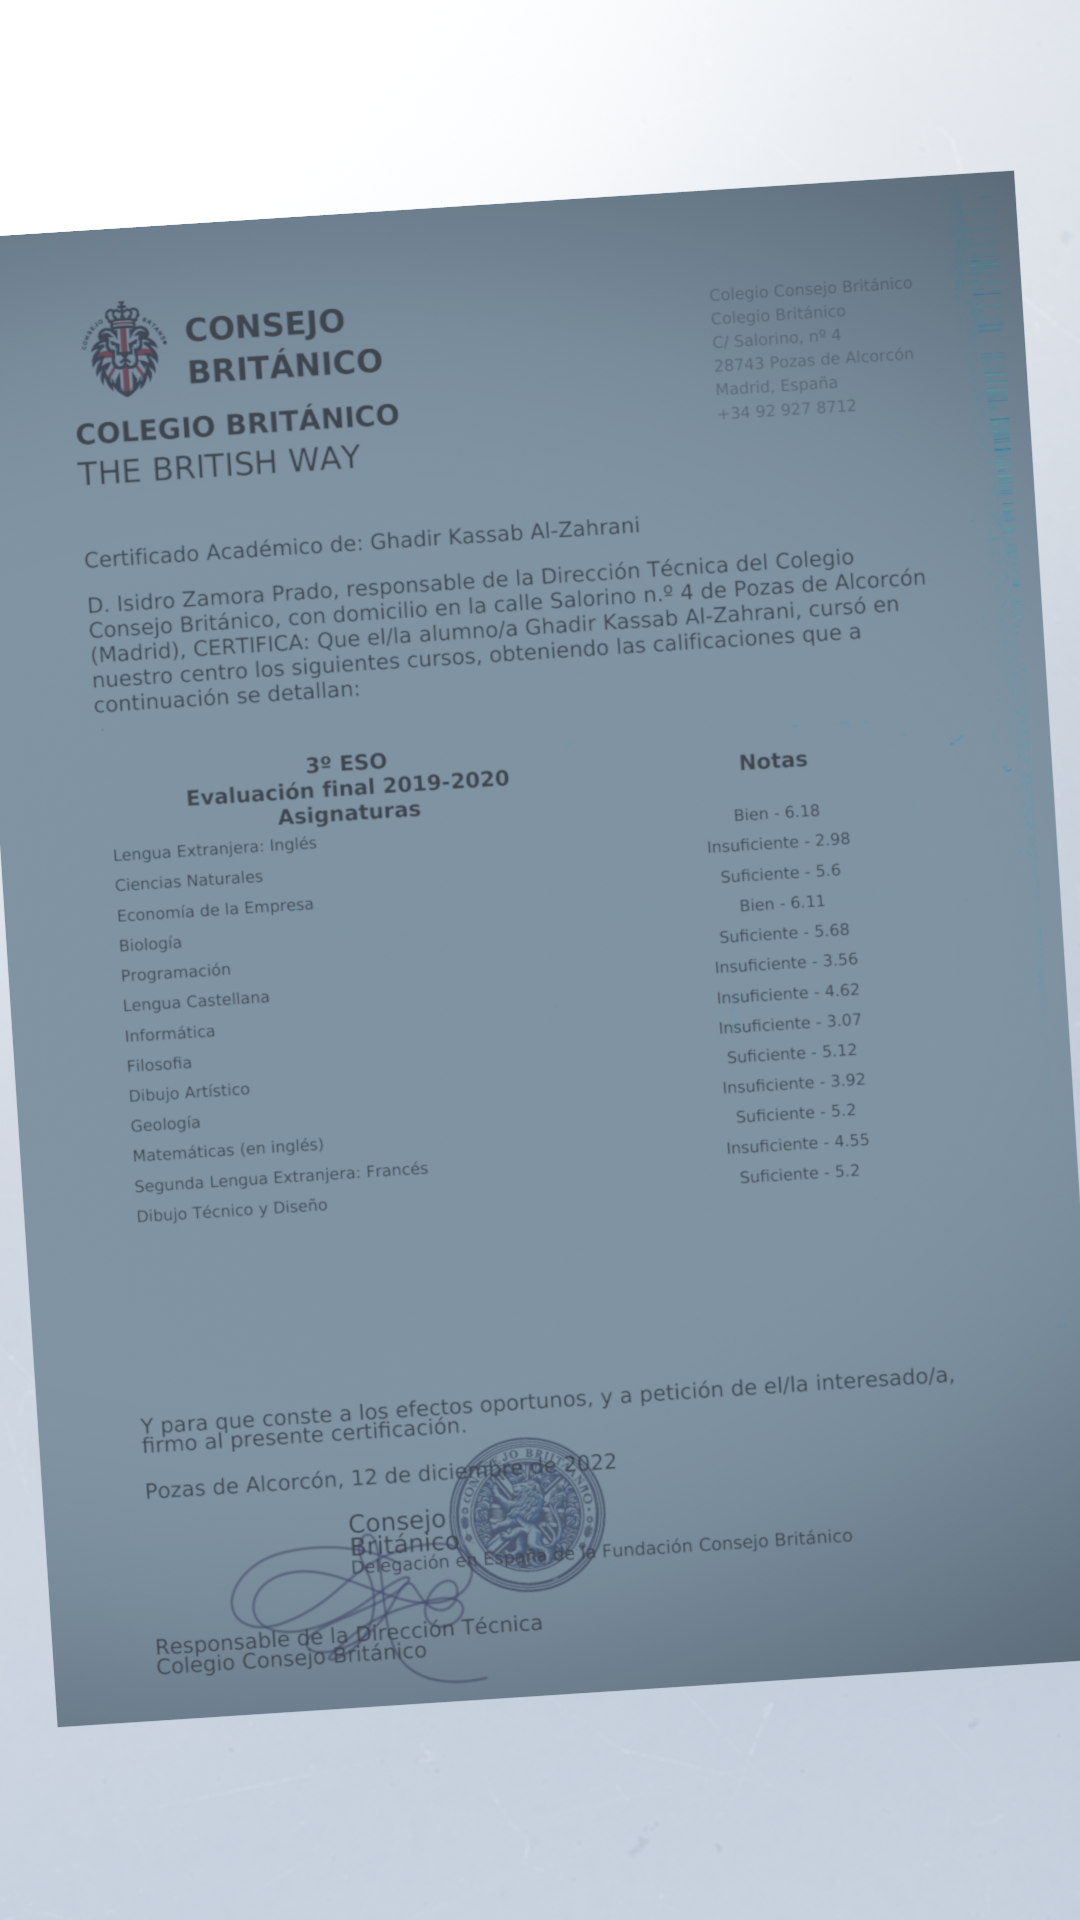 CONSEJO
BRITÁNICO
COLEGIO BRITÁNICO
THE BRITISH WAY
Colegio Consejo Británico
Colegio Británico
C/ Salorino, nº 4
28743 Pozas de Alcorcón
Madrid, España
+34 92 927 8712
Certificado Académico de: Ghadir Kassab Al-Zahrani
D. Isidro Zamora Prado, responsable de la Dirección Técnica del Colegio
Consejo Británico, con domicilio en la calle Salorino n.º 4 de Pozas de Alcorcón
(Madrid), CERTIFICA: Que el/la alumno/a Ghadir Kassab Al-Zahrani, cursó en
nuestro centro los siguientes cursos, obteniendo las calificaciones que a
continuación se detallan:
3º ESO
Evaluación final 2019-2020
Asignaturas
Notas
Lengua Extranjera: Inglés Bien - 6.18
Ciencias Naturales Insuficiente - 2.98
Economía de la Empresa Suficiente - 5.6
Biología Bien - 6.11
Programación Suficiente - 5.68
Lengua Castellana Insuficiente - 3.56
Informática Insuficiente - 4.62
Filosofia Insuficiente - 3.07
Dibujo Artístico Suficiente - 5.12
Geología Insuficiente - 3.92
Matemáticas (en inglés) Suficiente - 5.2
Segunda Lengua Extranjera: Francés Insuficiente - 4.55
Dibujo Técnico y Diseño Suficiente - 5.2
Y para que conste a los efectos oportunos, y a petición de el/la interesado/a,
firmo al presente certificación.
Pozas de Alcorcón, 12 de diciembre de 2022
Consejo
Británico
Delegación en España de la Fundación Consejo Británico
Responsable de la Dirección Técnica
Colegio Consejo Británico